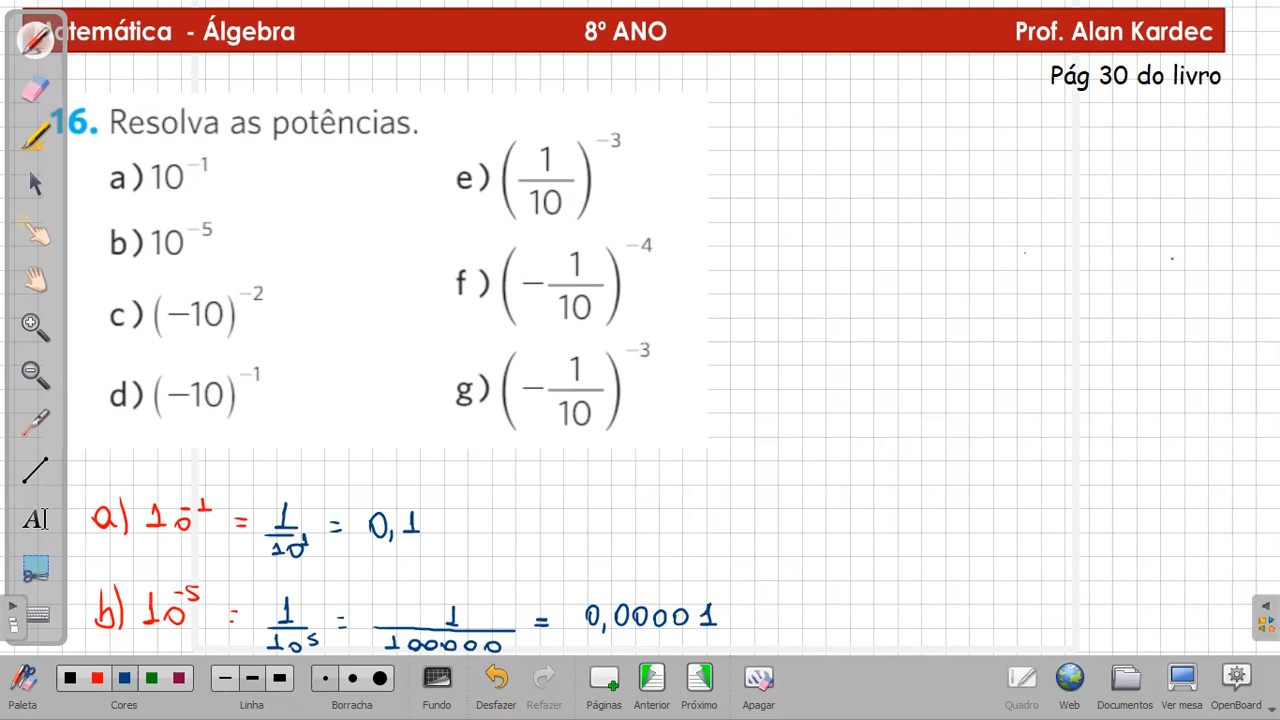 Matemática - Álgebra 8º ANO Prof. Alan Kardec
Pág 30 do livro
16. Resolva as potências.
a) 10⁻¹
b) 10⁻⁵
c) (−10)⁻²
d) (−10)⁻¹
e) (1/10)⁻³
f) (−1/10)⁻⁴
g) (−1/10)⁻³
a) 10⁻¹ = 1/10¹ = 0,1
b) 10⁻⁵ = 1/10⁵ = 1/100000 = 0,00001
Paleta Cores Linha Borracha Fundo Desfazer Refazer Páginas Anterior Próximo Apagar Quadro Web Documentos Ver mesa OpenBoard